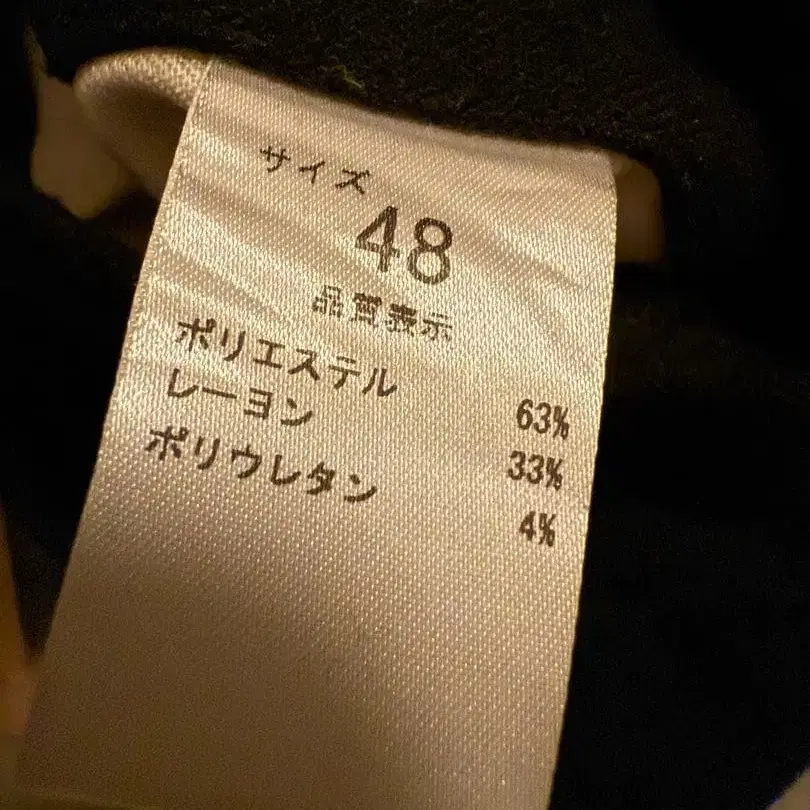 サイズ
48
品質表示
ポリエステル 63%
レーヨン 33%
ポリウレタン 4%